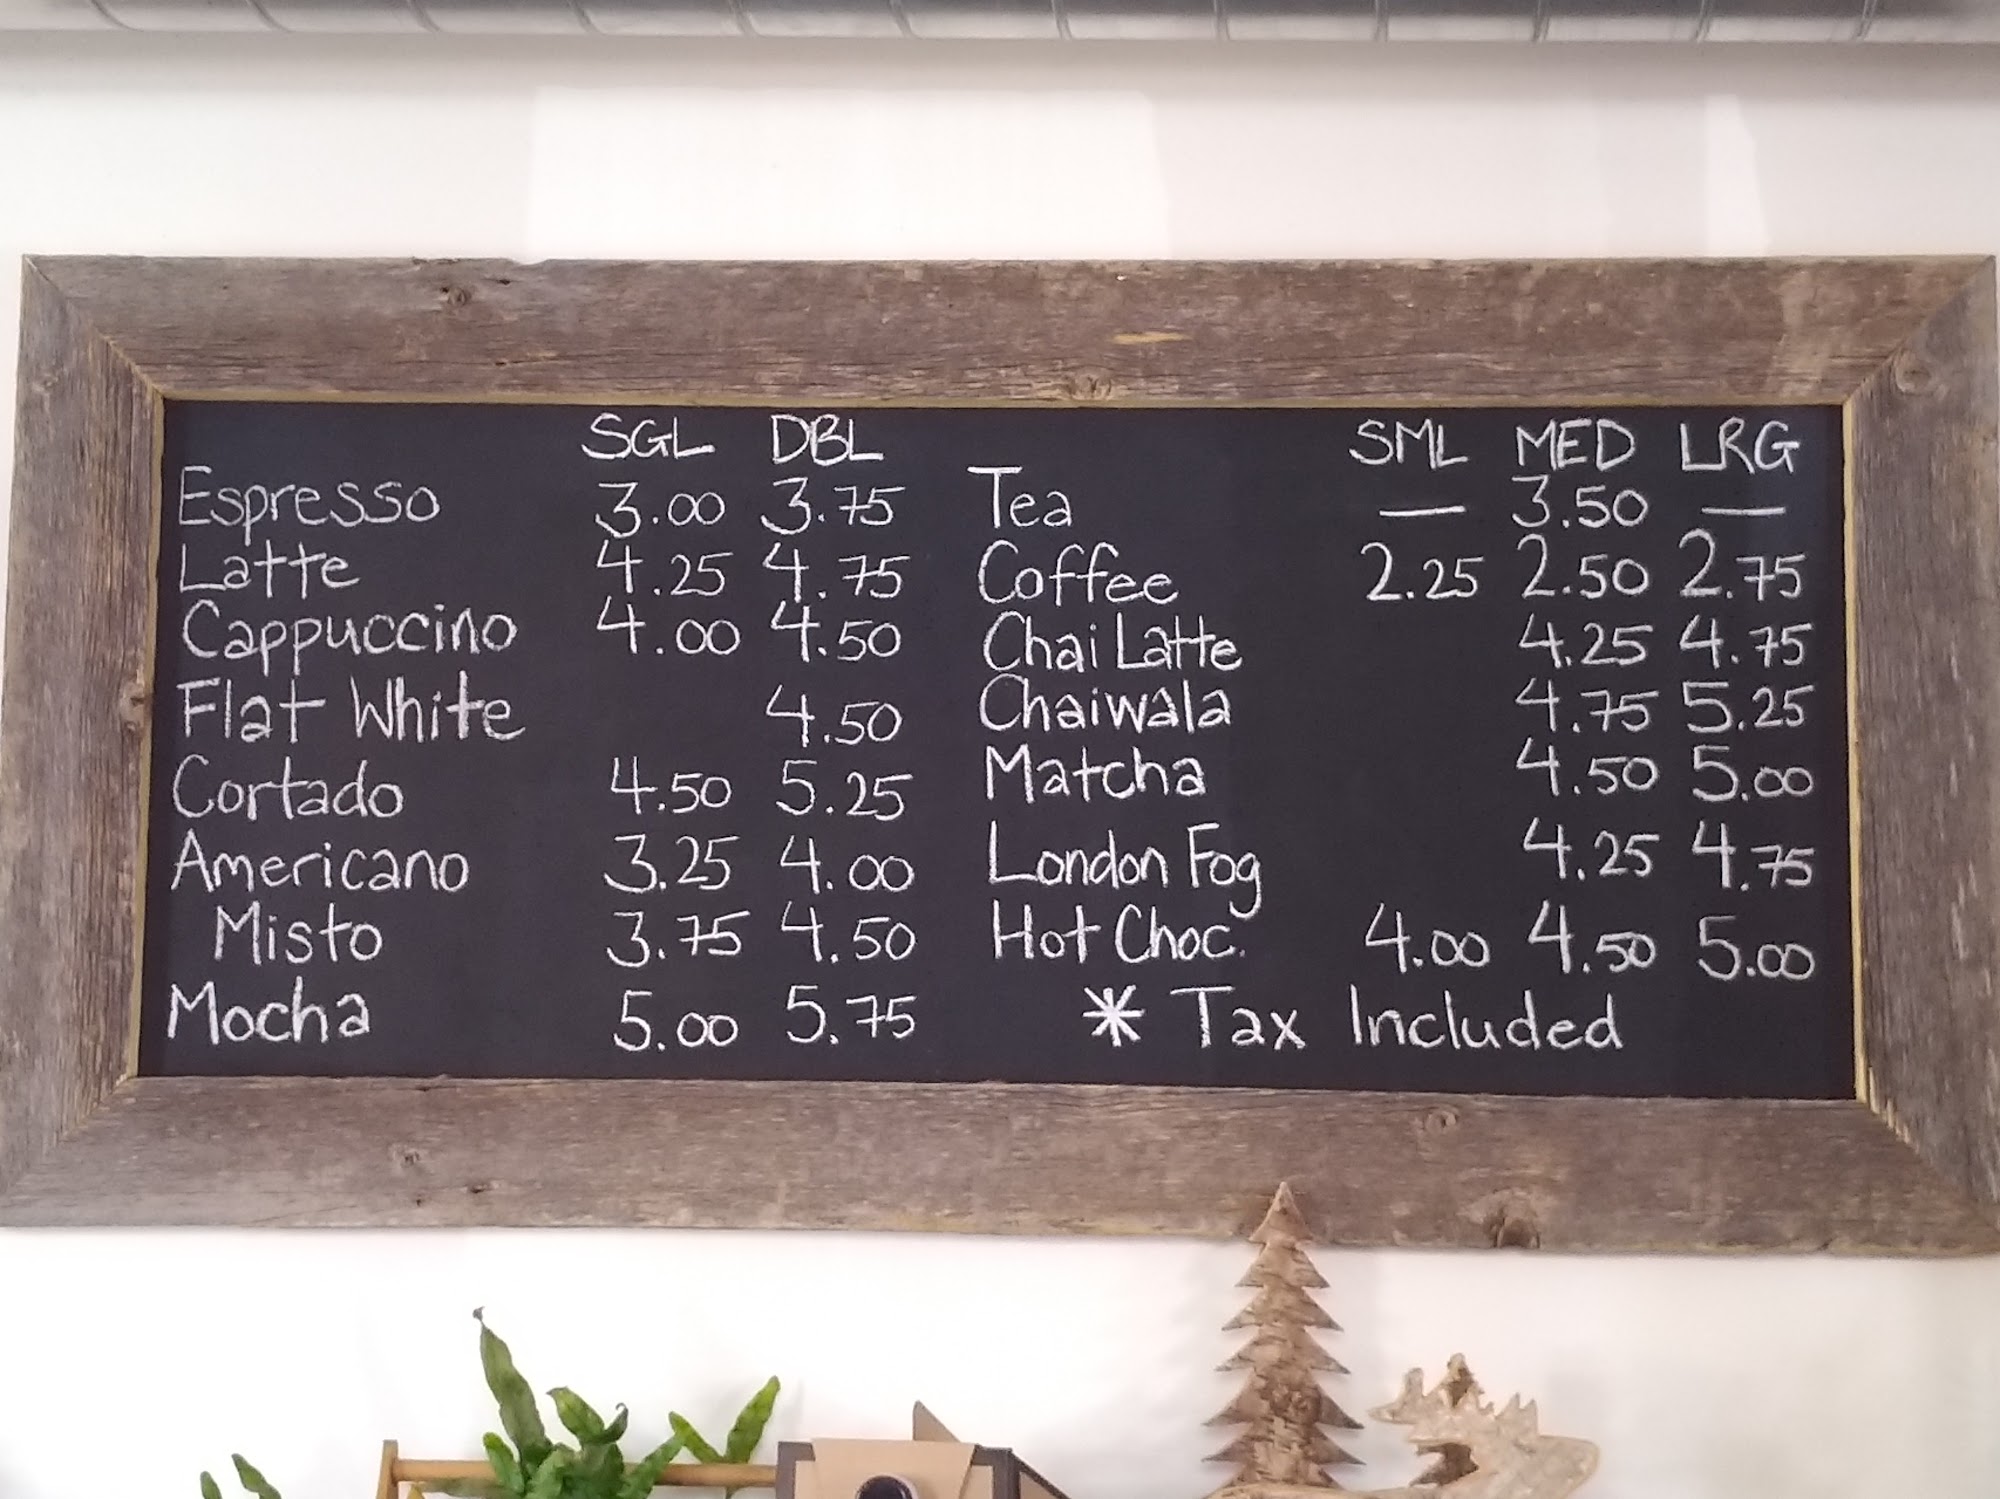 SGL DBL
Espresso 3.00 3.75
Latte 4.25 4.75
Cappuccino 4.00 4.50
Flat White 4.50
Cortado 4.50 5.25
Americano 3.25 4.00
Misto 3.75 4.50
Mocha 5.00 5.75
SML MED LRG
Tea — 3.50 —
Coffee 2.25 2.50 2.75
Chai Latte 4.25 4.75
Chaiwala 4.75 5.25
Matcha 4.50 5.00
London Fog 4.25 4.75
Hot Choc. 4.00 4.50 5.00
* Tax Included